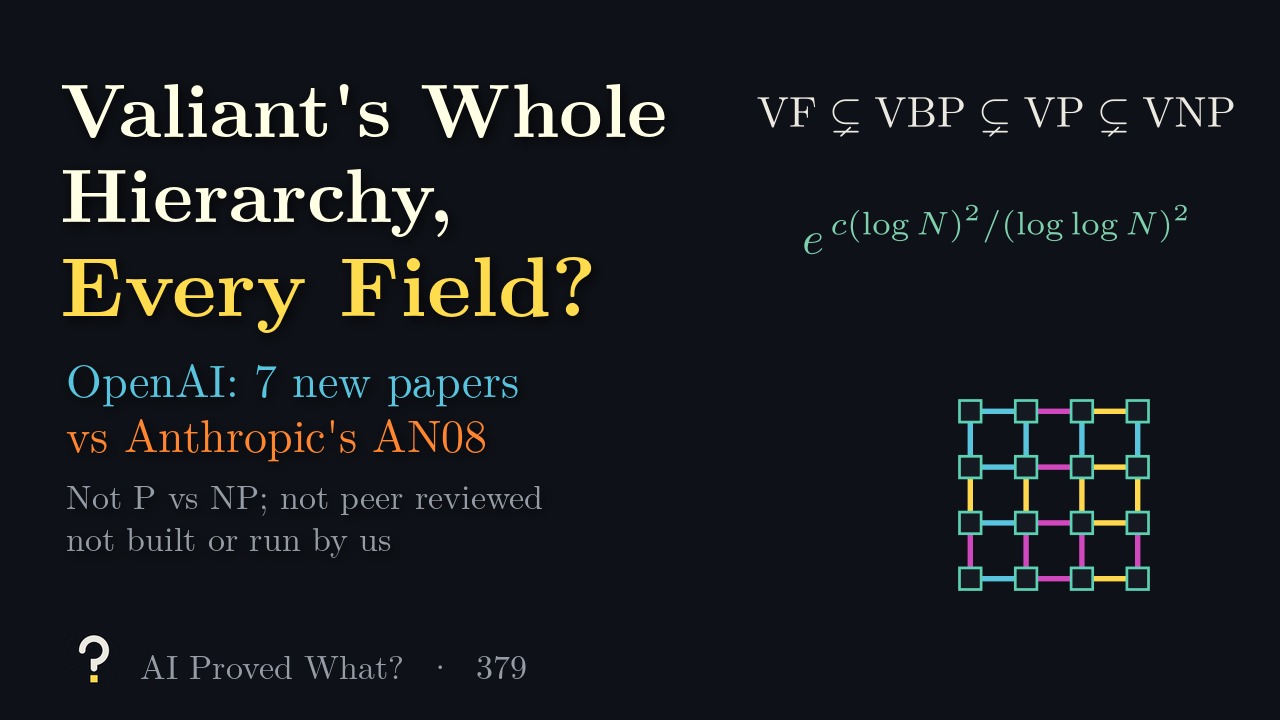 Valiant's Whole
Hierarchy,
Every Field?
OpenAI: 7 new papers
vs Anthropic's AN08
Not P vs NP; not peer reviewed
not built or run by us
VF ⊊ VBP ⊊ VP ⊊ VNP
e^{c(log N)^2/(log log N)^2}
? AI Proved What? · 379